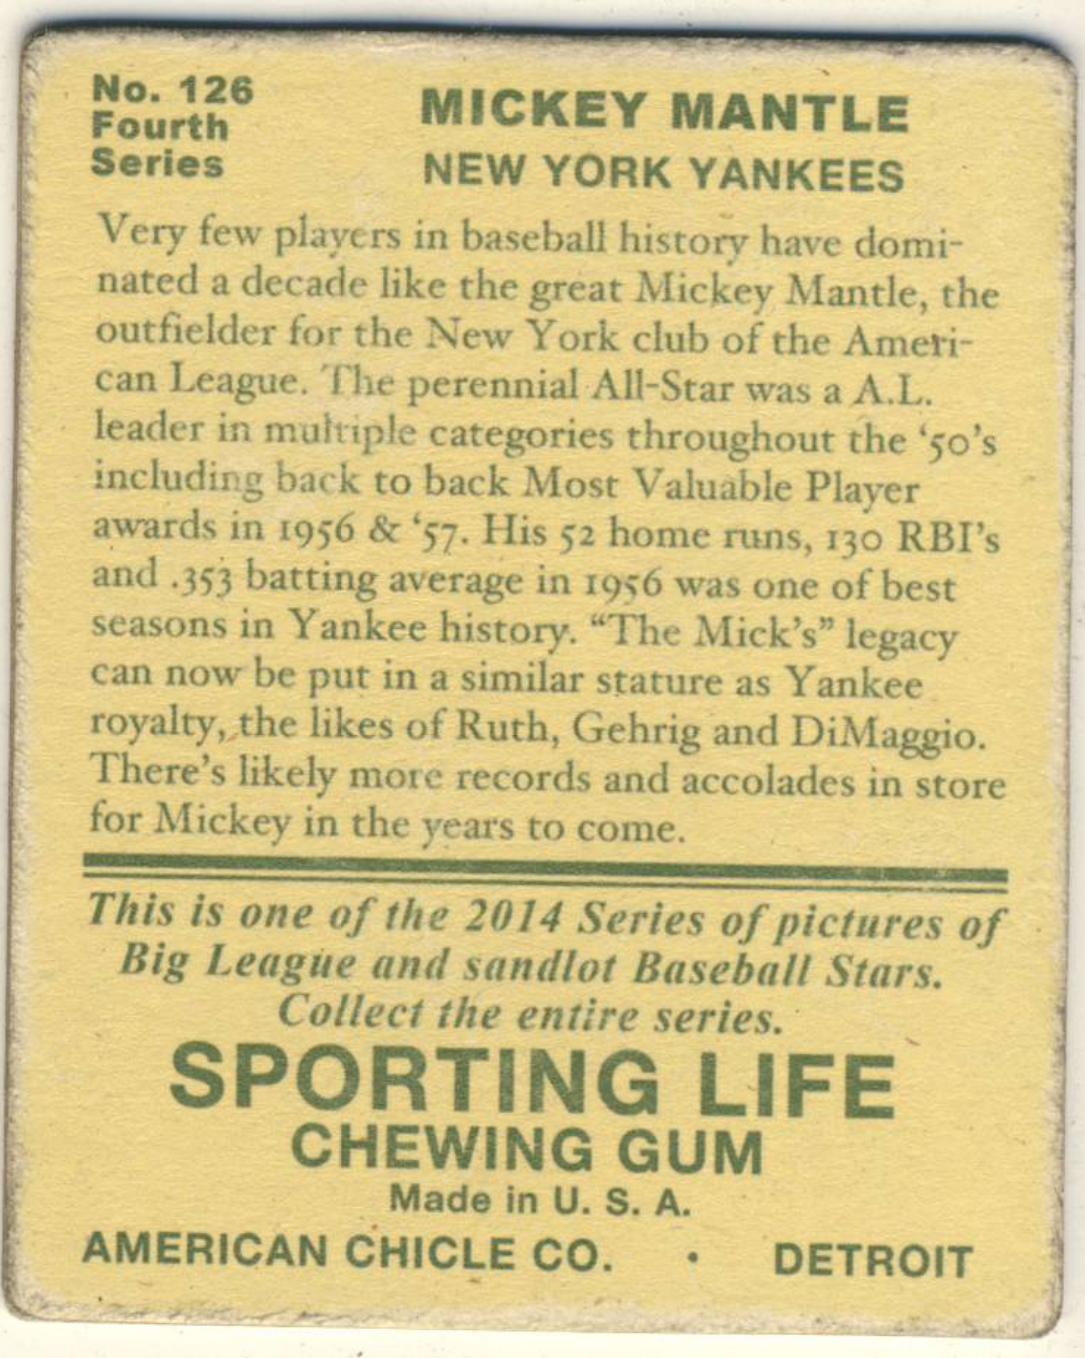 No. 126
Fourth
Series
MICKEY MANTLE
NEW YORK YANKEES
Very few players in baseball history have domi-
nated a decade like the great Mickey Mantle, the
outfielder for the New York club of the Ameri-
can League. The perennial All-Star was a A.L.
leader in multiple categories throughout the ‘50’s
including back to back Most Valuable Player
awards in 1956 & ‘57. His 52 home runs, 130 RBI’s
and .353 batting average in 1956 was one of best
seasons in Yankee history. “The Mick’s” legacy
can now be put in a similar stature as Yankee
royalty, the likes of Ruth, Gehrig and DiMaggio.
There’s likely more records and accolades in store
for Mickey in the years to come.
This is one of the 2014 Series of pictures of
Big League and sandlot Baseball Stars.
Collect the entire series.
SPORTING LIFE
CHEWING GUM
Made in U. S. A.
AMERICAN CHICLE CO. · DETROIT